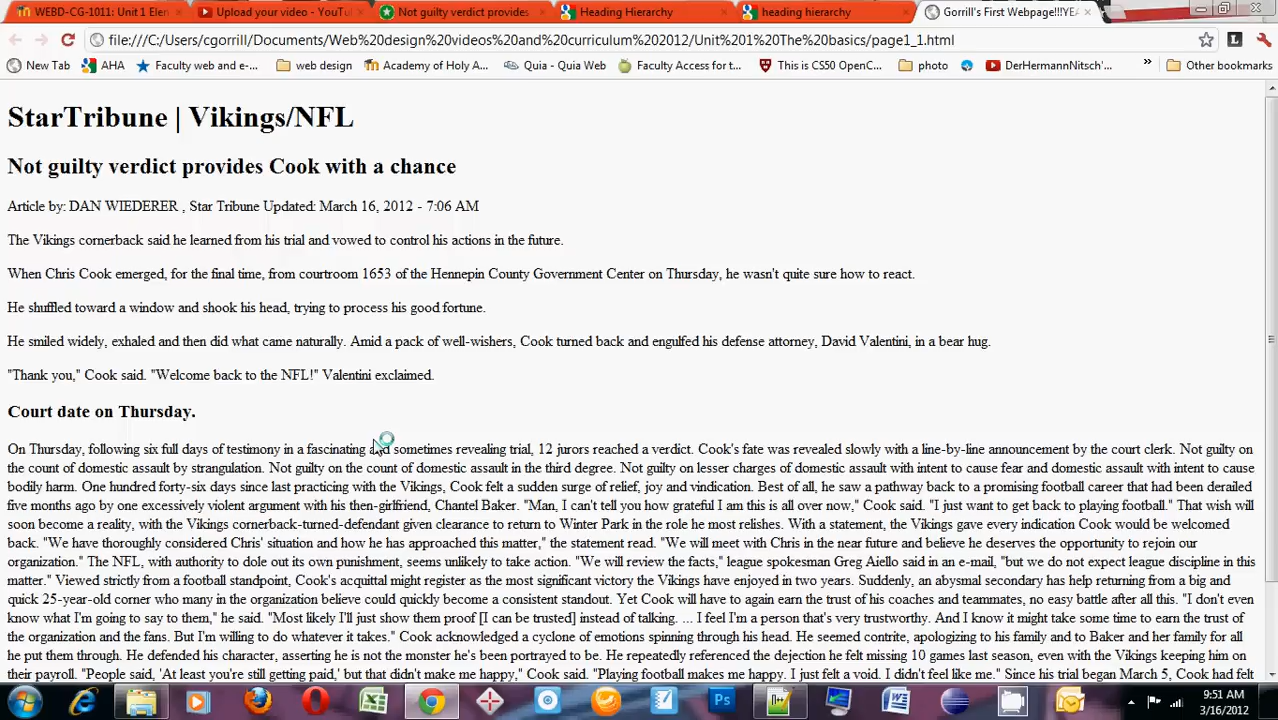 WEBD-CG-1011: Unit 1 Elem
Upload your video - YouTu
Not guilty verdict provides
Heading Hierarchy
heading hierarchy
Gorrill's First Webpage!!!YEA
file:///C:/Users/cgorrill/Documents/Web%20design%20videos%20and%20curriculum%202012/Unit%201%20The%20basics/page1_1.html
New Tab
AHA
Faculty web and e-...
web design
Academy of Holy A...
Quia - Quia Web
Faculty Access for t...
This is CS50 OpenC...
photo
DerHermannNitsch'...
»
Other bookmarks
StarTribune | Vikings/NFL
Not guilty verdict provides Cook with a chance
Article by: DAN WIEDERER , Star Tribune Updated: March 16, 2012 - 7:06 AM
The Vikings cornerback said he learned from his trial and vowed to control his actions in the future.
When Chris Cook emerged, for the final time, from courtroom 1653 of the Hennepin County Government Center on Thursday, he wasn't quite sure how to react.
He shuffled toward a window and shook his head, trying to process his good fortune.
He smiled widely, exhaled and then did what came naturally. Amid a pack of well-wishers, Cook turned back and engulfed his defense attorney, David Valentini, in a bear hug.
"Thank you," Cook said. "Welcome back to the NFL!" Valentini exclaimed.
Court date on Thursday.
On Thursday, following six full days of testimony in a fascinating and sometimes revealing trial, 12 jurors reached a verdict. Cook's fate was revealed slowly with a line-by-line announcement by the court clerk. Not guilty on
the count of domestic assault by strangulation. Not guilty on the count of domestic assault in the third degree. Not guilty on lesser charges of domestic assault with intent to cause fear and domestic assault with intent to cause
bodily harm. One hundred forty-six days since last practicing with the Vikings, Cook felt a sudden surge of relief, joy and vindication. Best of all, he saw a pathway back to a promising football career that had been derailed
five months ago by one excessively violent argument with his then-girlfriend, Chantel Baker. "Man, I can't tell you how grateful I am this is all over now," Cook said. "I just want to get back to playing football." That wish will
soon become a reality, with the Vikings cornerback-turned-defendant given clearance to return to Winter Park in the role he most relishes. With a statement, the Vikings gave every indication Cook would be welcomed
back. "We have thoroughly considered Chris' situation and how he has approached this matter," the statement read. "We will meet with Chris in the near future and believe he deserves the opportunity to rejoin our
organization." The NFL, with authority to dole out its own punishment, seems unlikely to take action. "We will review the facts," league spokesman Greg Aiello said in an e-mail, "but we do not expect league discipline in this
matter." Viewed strictly from a football standpoint, Cook's acquittal might register as the most significant victory the Vikings have enjoyed in two years. Suddenly, an abysmal secondary has help returning from a big and
quick 25-year-old corner who many in the organization believe could quickly become a consistent standout. Yet Cook will have to again earn the trust of his coaches and teammates, no easy battle after all this. "I don't even
know what I'm going to say to them," he said. "Most likely I'll just show them proof [I can be trusted] instead of talking. ... I feel I'm a person that's very trustworthy. And I know it might take some time to earn the trust of
the organization and the fans. But I'm willing to do whatever it takes." Cook acknowledged a cyclone of emotions spinning through his head. He seemed contrite, apologizing to his family and to Baker and her family for all
he put them through. He defended his character, asserting he is not the monster he's been portrayed to be. He repeatedly referenced the dejection he felt missing 10 games last season, even with the Vikings keeping him on
their payroll. "People said, 'At least you're still getting paid,' but that didn't make me happy," Cook said. "Playing football makes me happy. I just felt a void. I didn't feel like me." Since his trial began March 5, Cook had felt
9:51 AM
3/16/2012